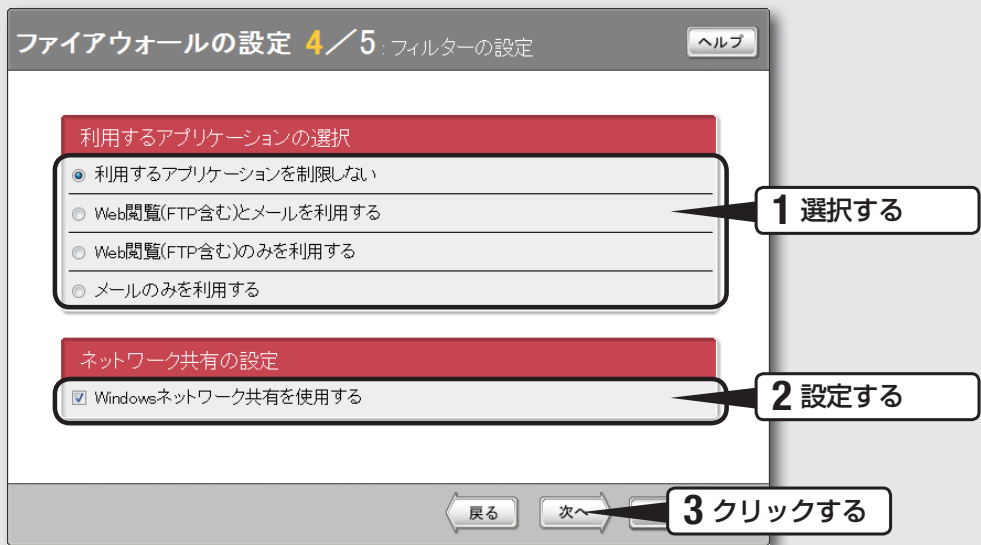 ファイアウォールの設定 4／5：フィルターの設定
ヘルプ
利用するアプリケーションの選択
利用するアプリケーションを制限しない
Web閲覧(FTP含む)とメールを利用する
1 選択する
Web閲覧(FTP含む)のみを利用する
メールのみを利用する
ネットワーク共有の設定
Windowsネットワーク共有を使用する
2 設定する
戻る
次へ
3 クリックする